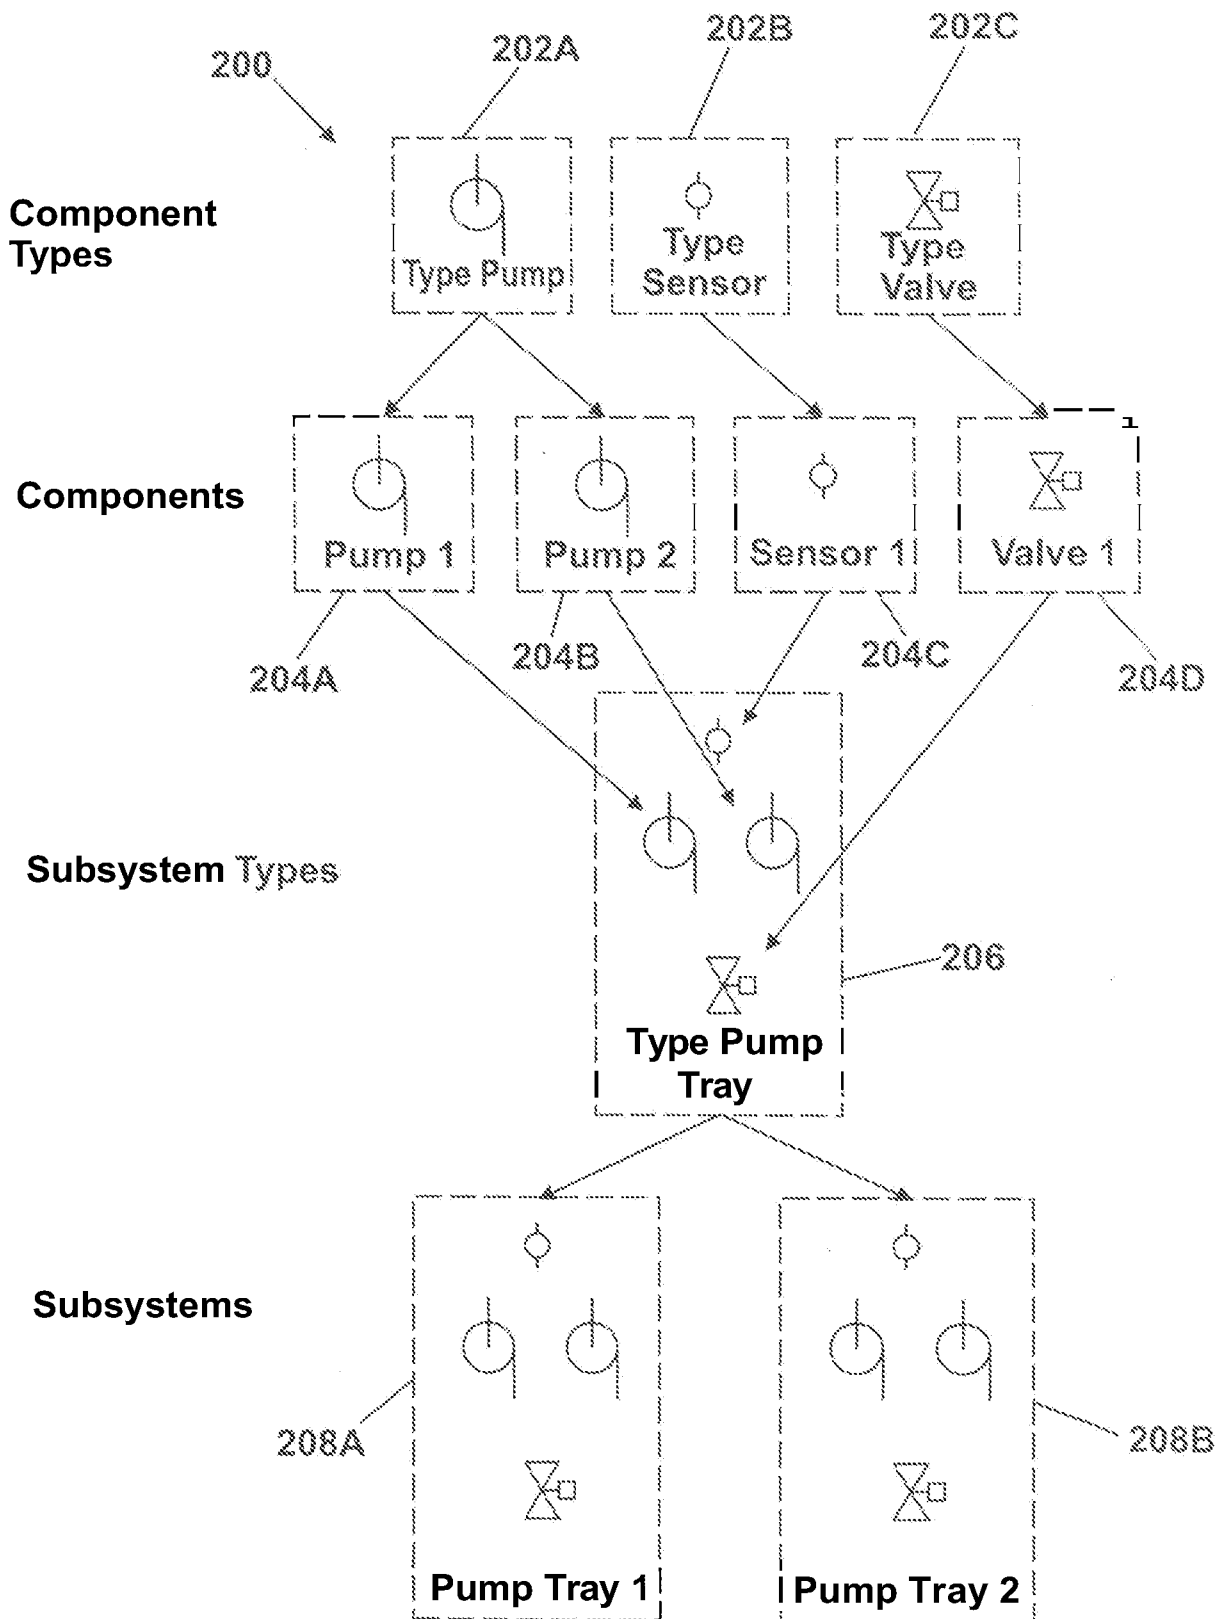 200
202A
202B
202C
Component
Types
Type Pump
Type
Sensor
Type
Valve
Components
Pump 1
Pump 2
Sensor 1
Valve 1
1
204A
204B
204C
204D
Subsystem Types
206
Type Pump
Tray
Subsystems
208A
208B
Pump Tray 1
Pump Tray 2